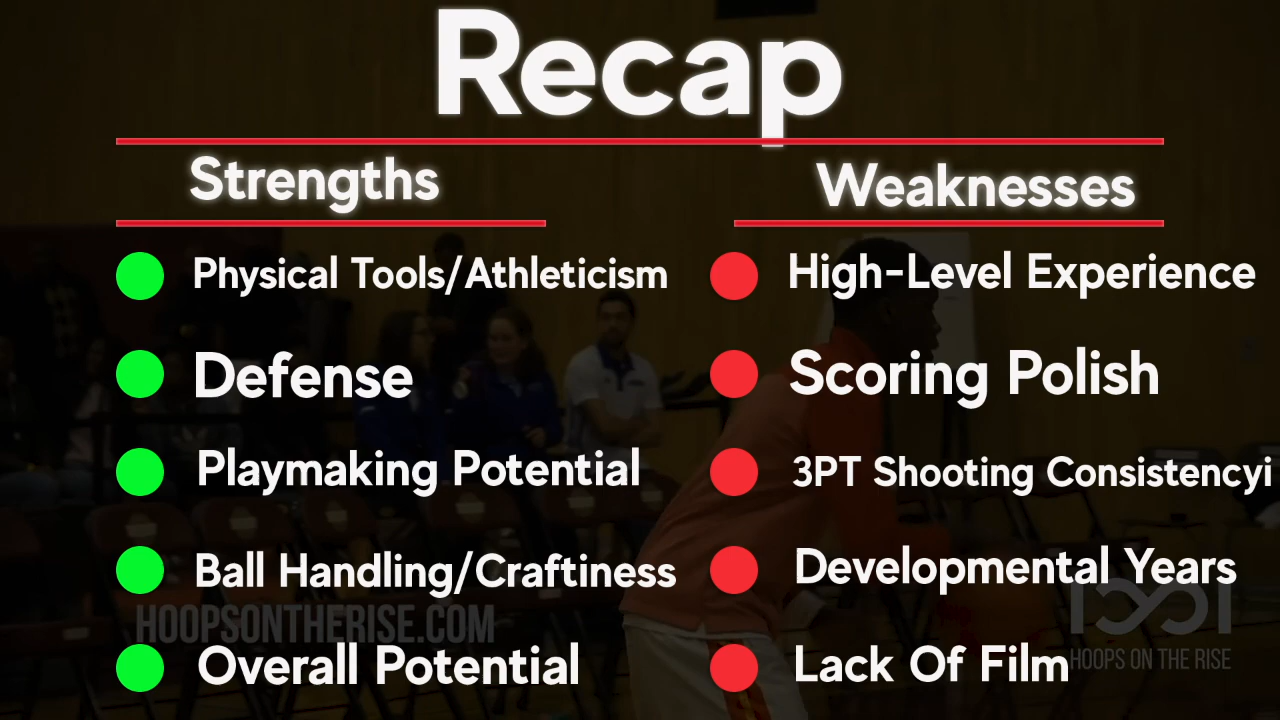 Recap
Strengths
Weaknesses
Physical Tools/Athleticism
High-Level Experience
Defense
Scoring Polish
Playmaking Potential
3PT Shooting Consistencyi
Ball Handling/Craftiness
Developmental Years
HOOPSONTHERISE.COM
Overall Potential
Lack Of Film
HOOPS ON THE RISE